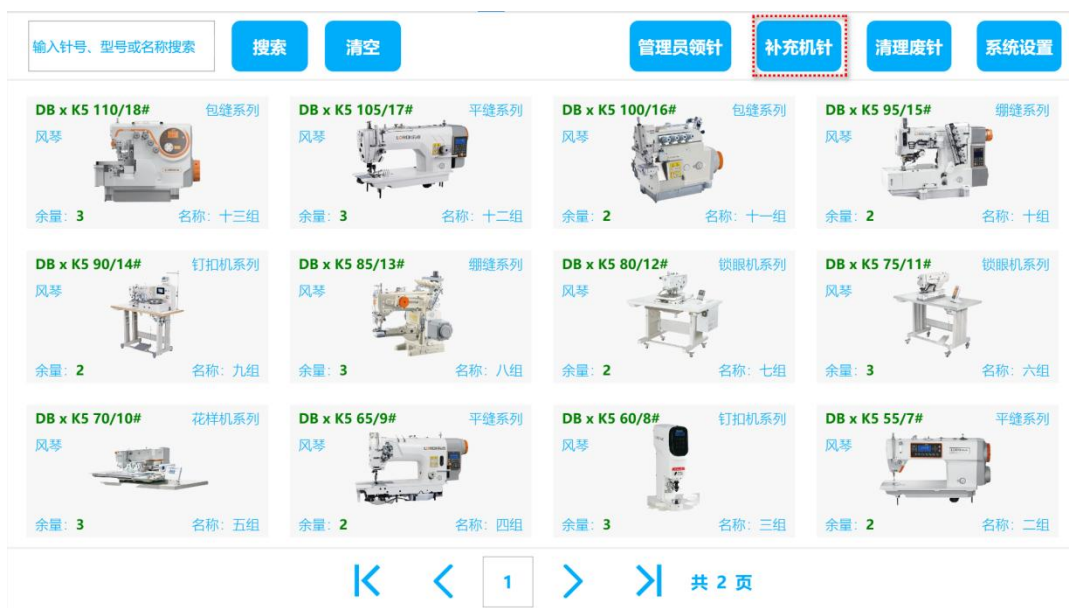 输入针号、型号或名称搜索 搜索 清空 管理员领针 补充机针 清理废针 系统设置
DB x K5 110/18# 包缝系列 DB x K5 105/17# 平缝系列 DB x K5 100/16# 包缝系列 DB x K5 95/15# 绷缝系列
风琴 风琴 风琴 风琴
余量: 3 名称: 十三组 余量: 3 名称: 十二组 余量: 2 名称: 十一组 余量: 2 名称: 十组
DB x K5 90/14# 钉扣机系列 DB x K5 85/13# 绷缝系列 DB x K5 80/12# 锁眼机系列 DB x K5 75/11# 锁眼机系列
风琴 风琴 风琴 风琴
余量: 2 名称: 九组 余量: 3 名称: 八组 余量: 2 名称: 七组 余量: 3 名称: 六组
DB x K5 70/10# 花样机系列 DB x K5 65/9# 平缝系列 DB x K5 60/8# 钉扣机系列 DB x K5 55/7# 平缝系列
风琴 风琴 风琴 风琴
余量: 3 名称: 五组 余量: 2 名称: 四组 余量: 3 名称: 三组 余量: 2 名称: 二组
1 共 2 页